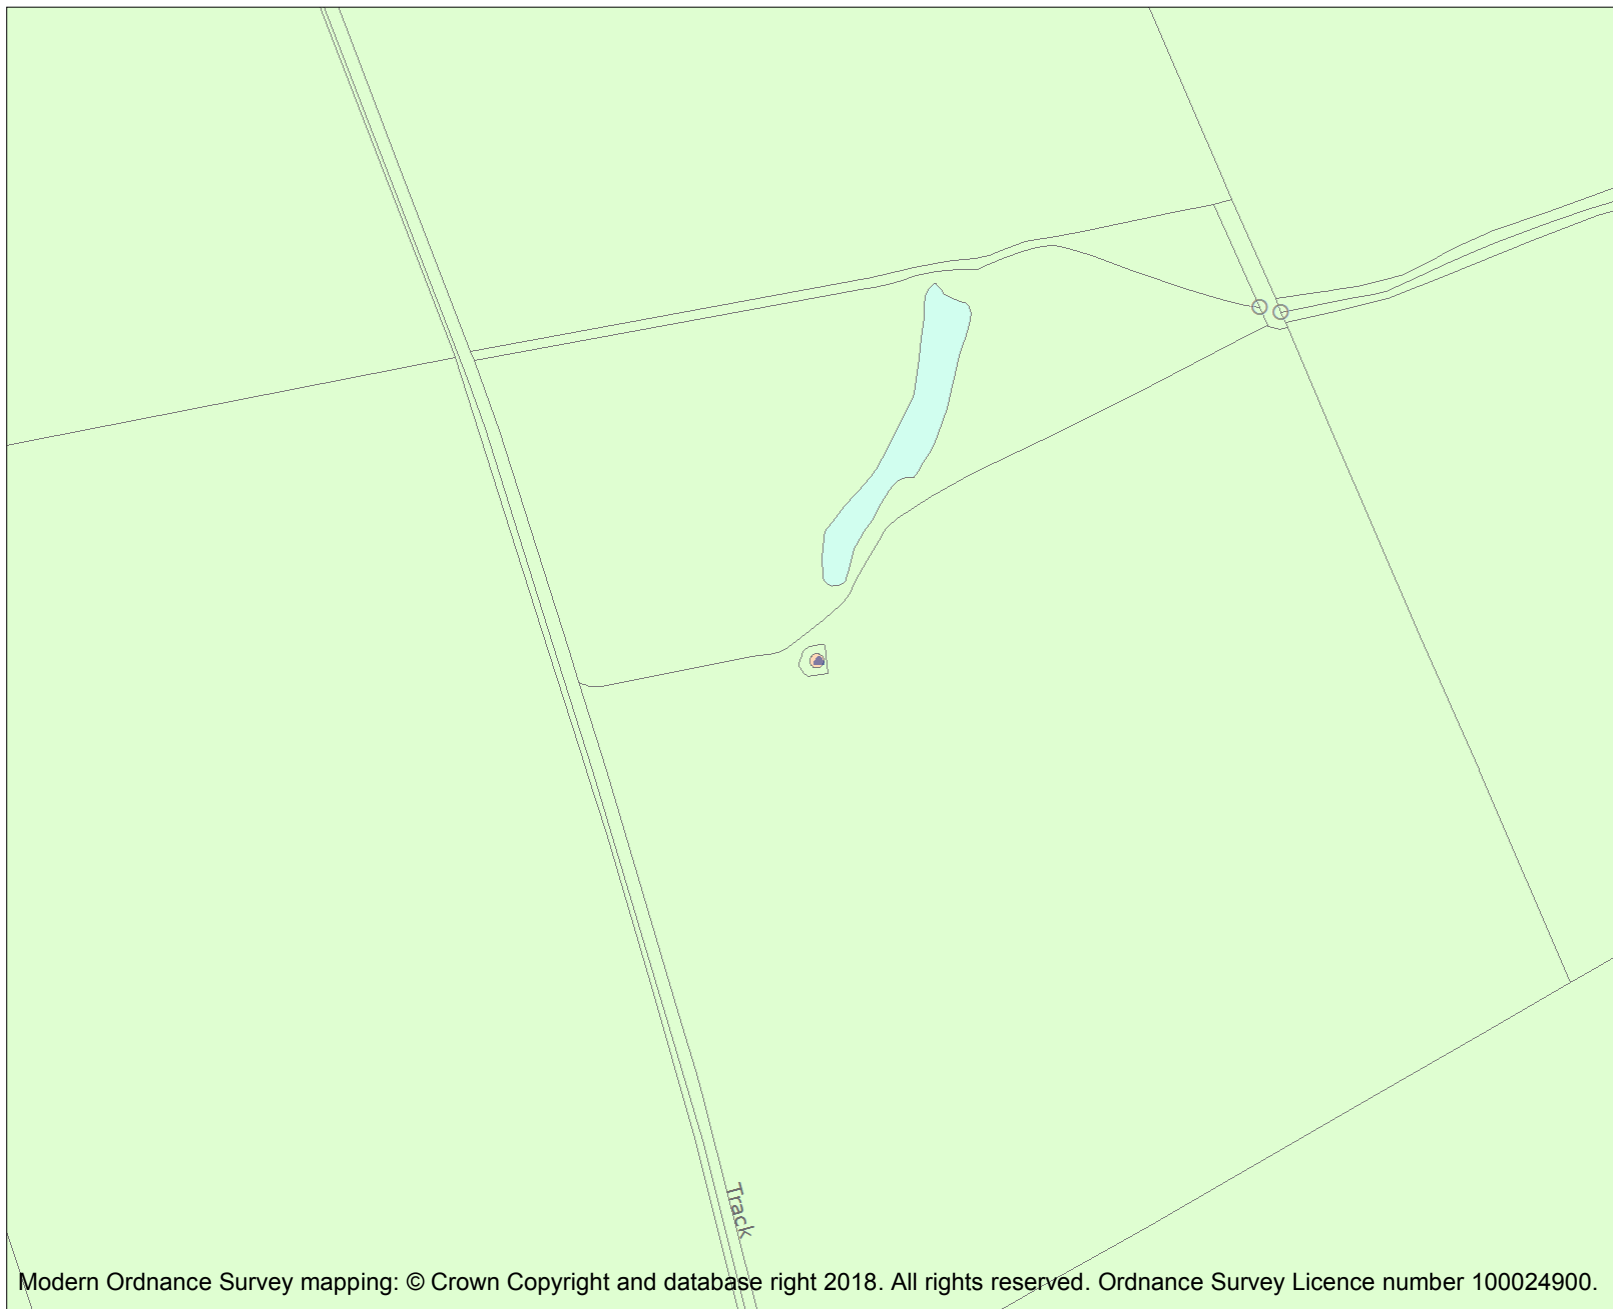 Track
Modern Ordnance Survey mapping: © Crown Copyright and database right 2018. All rights reserved. Ordnance Survey Licence number 100024900.